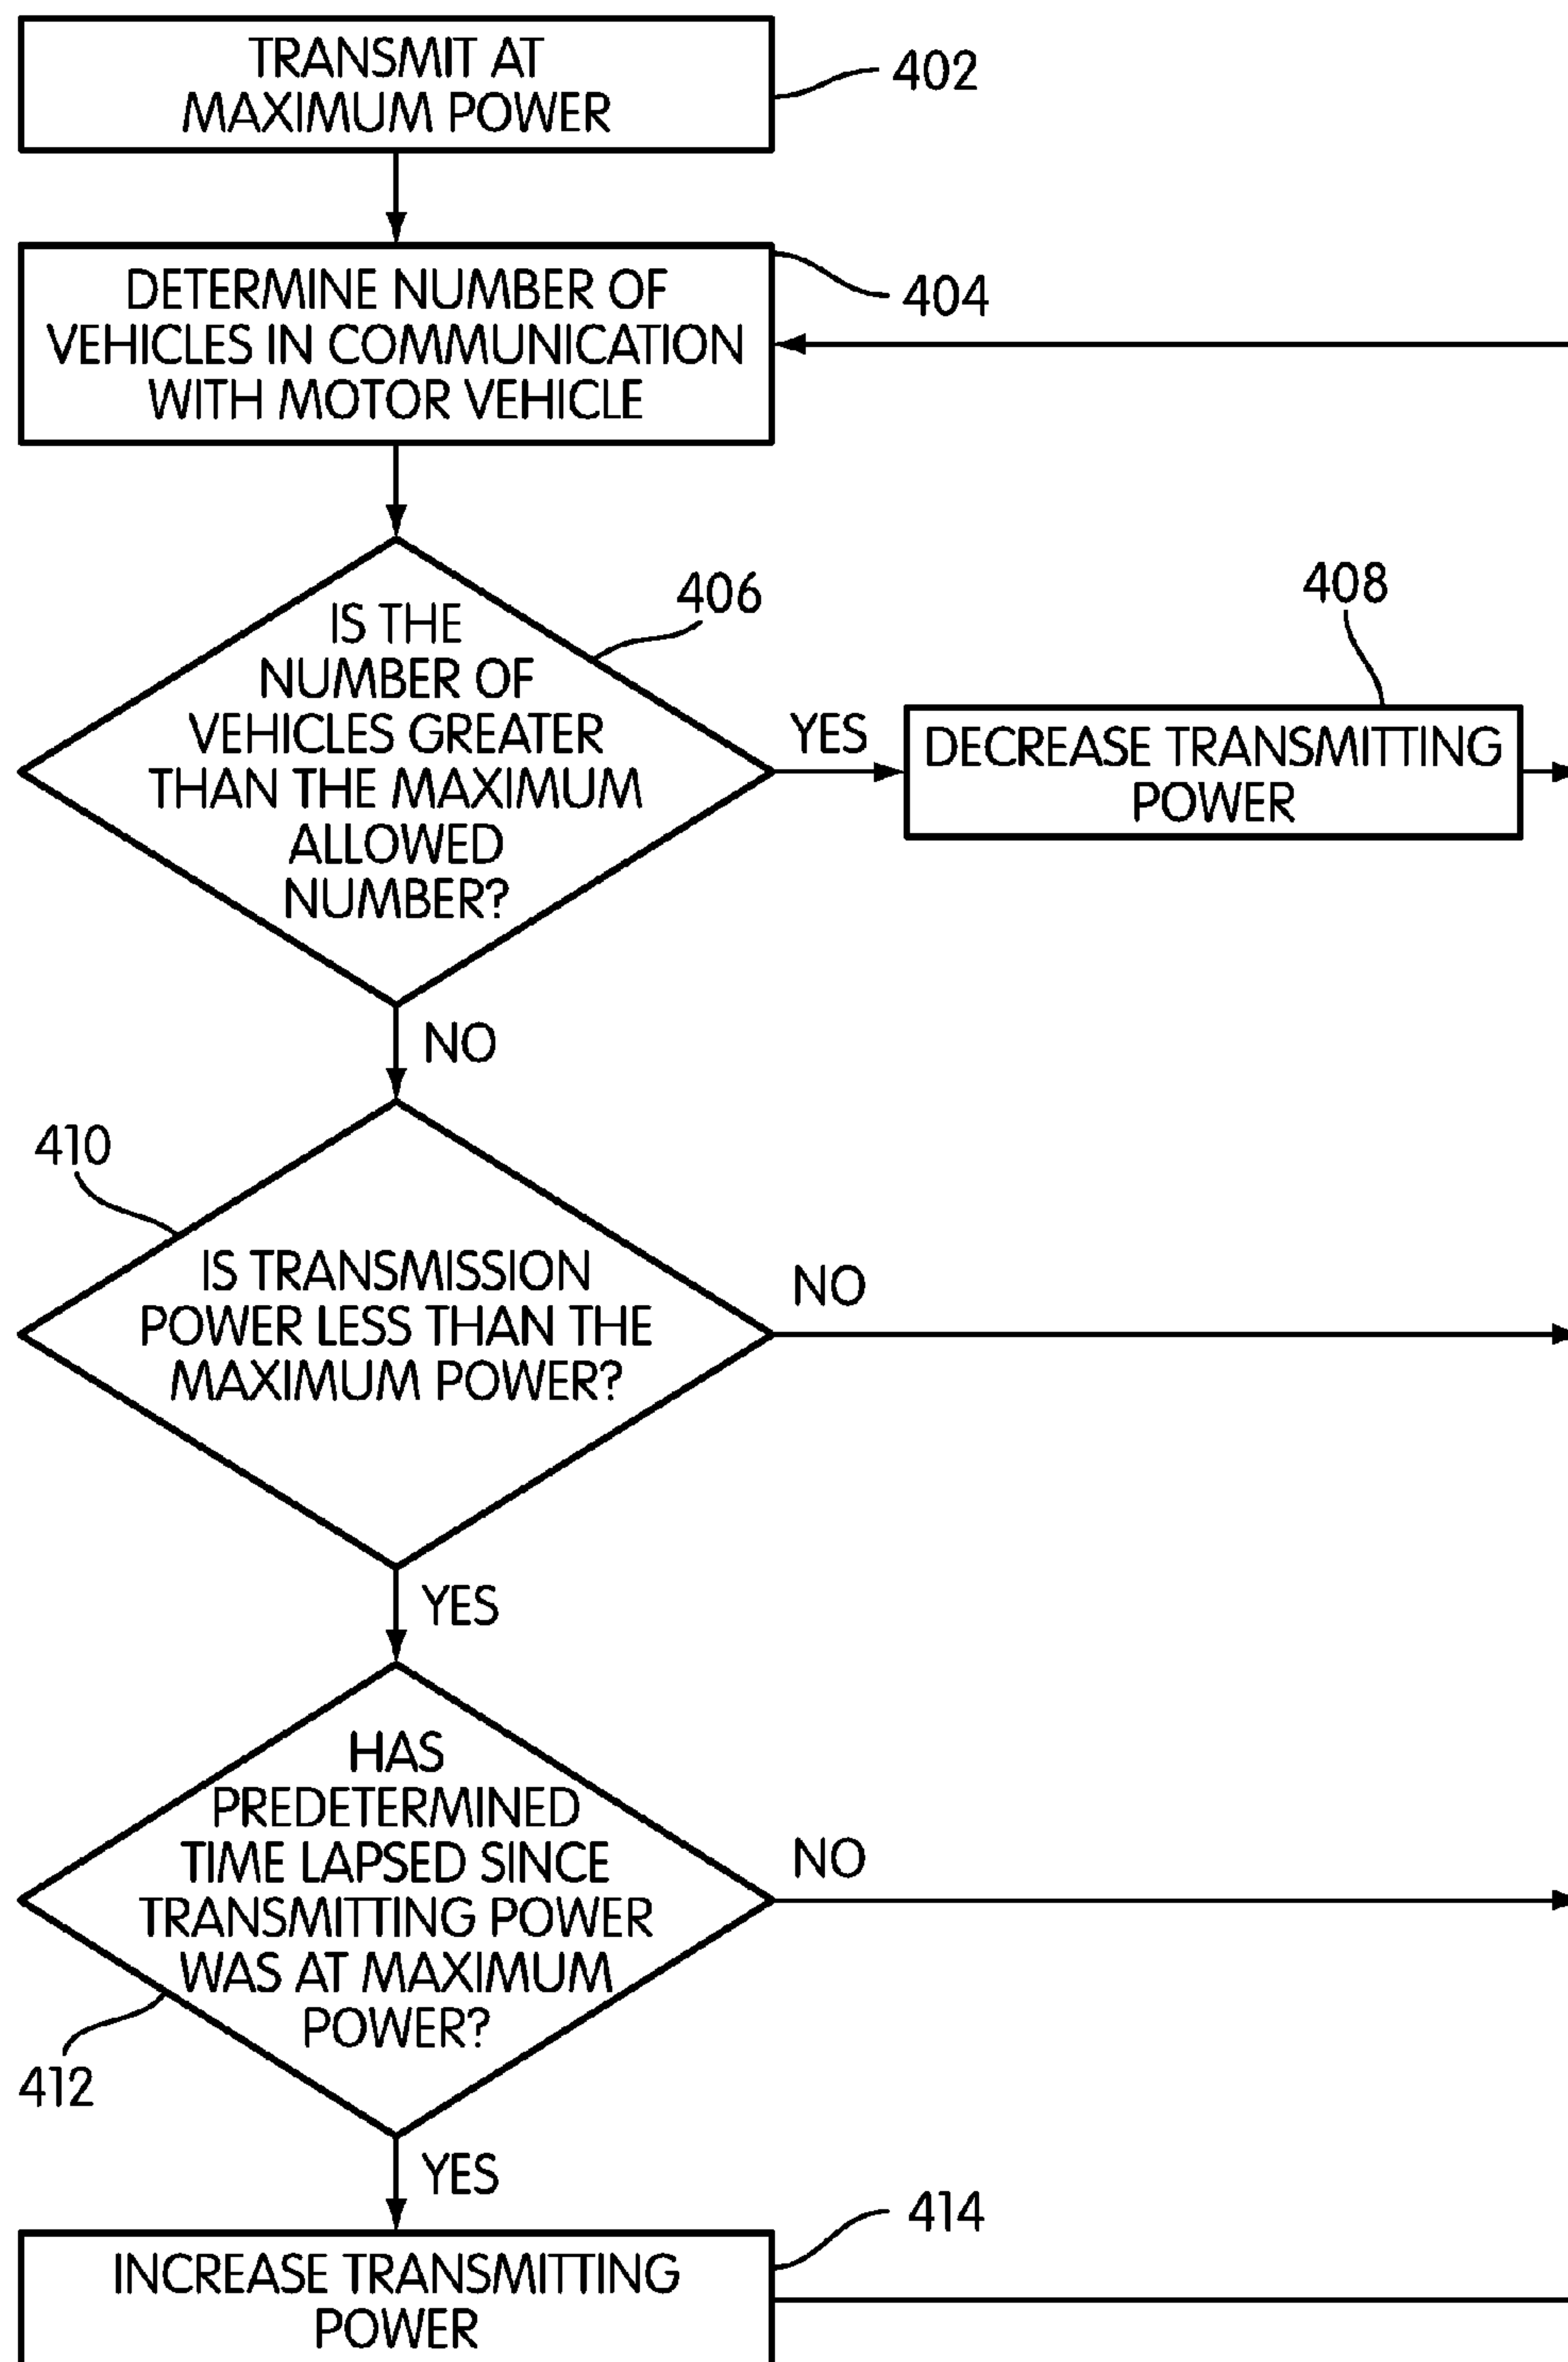 TRANSMIT AT
MAXIMUM POWER
402
DETERMINE NUMBER OF
VEHICLES IN COMMUNICATION
WITH MOTOR VEHICLE
404
IS THE
NUMBER OF
VEHICLES GREATER
THAN THE MAXIMUM
ALLOWED
NUMBER?
406
YES
408
DECREASE TRANSMITTING
POWER
NO
410
IS TRANSMISSION
POWER LESS THAN THE
MAXIMUM POWER?
NO
YES
HAS
PREDETERMINED
TIME LAPSED SINCE
TRANSMITTING POWER
WAS AT MAXIMUM
POWER?
NO
412
YES
414
INCREASE TRANSMITTING
POWER